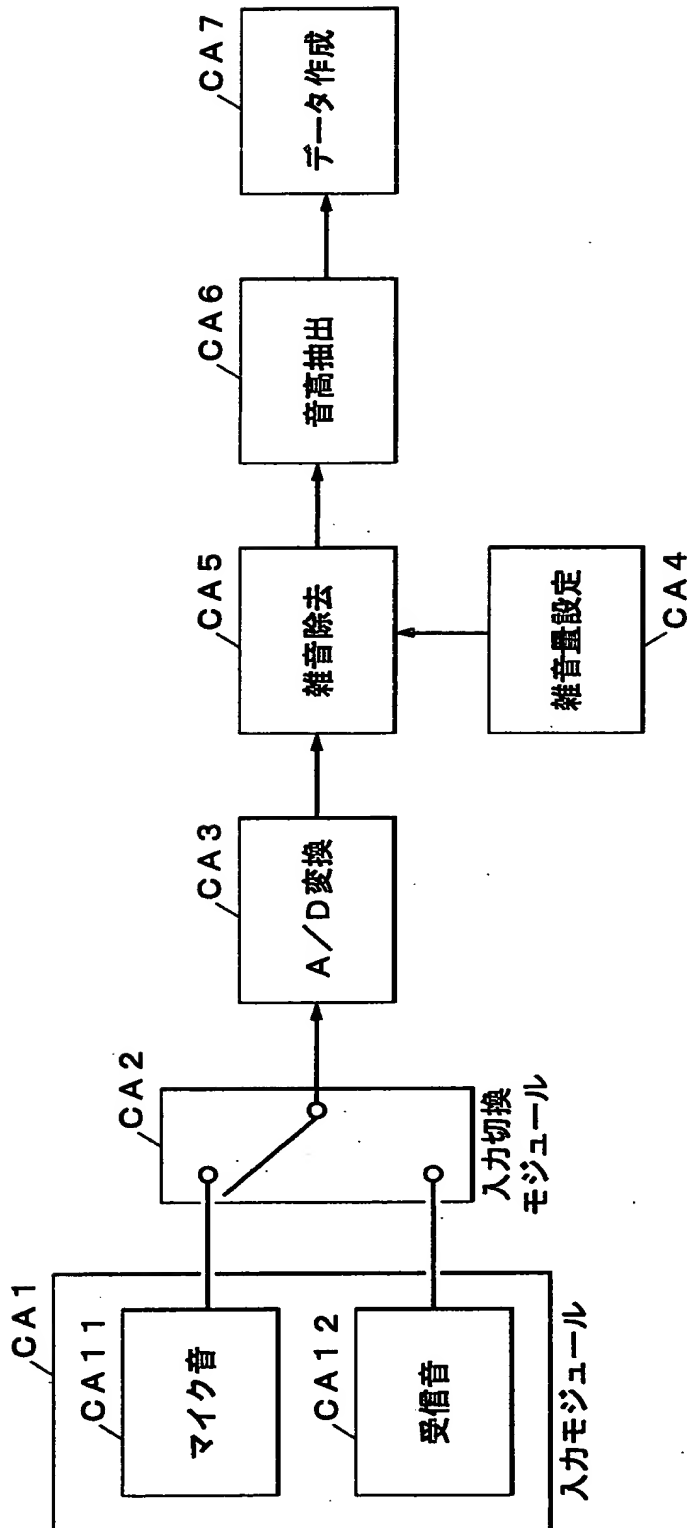 CA1
CA11
マイク音
CA12
受信音
入力モジュール
CA2
入力切換
モジュール
CA3
A/D変換
CA5
雑音除去
雑音量設定
CA4
CA6
音高抽出
CA7
データ作成